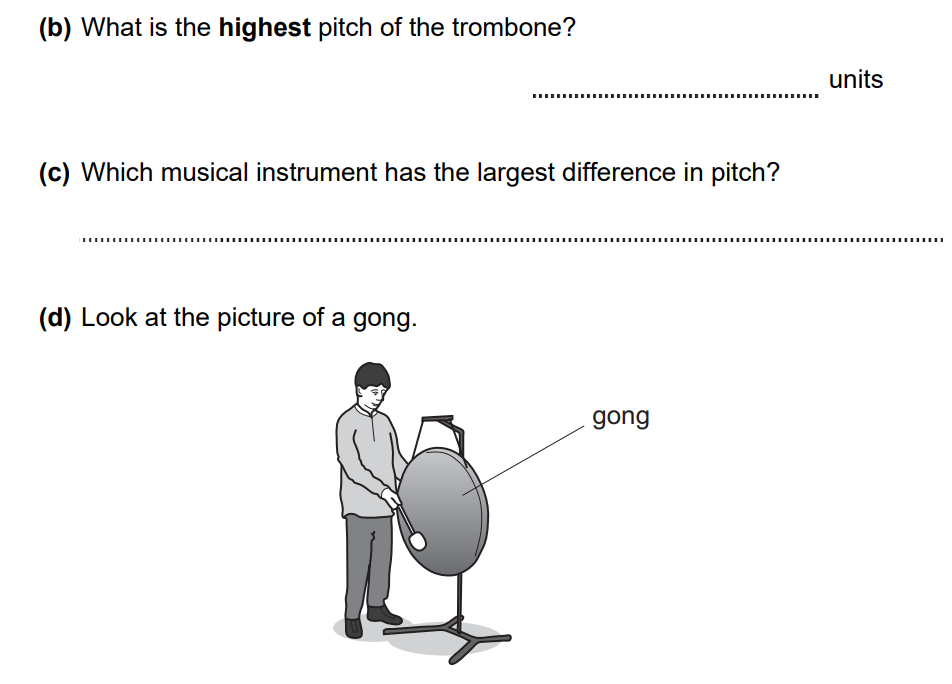 (b) What is the highest pitch of the trombone?
units
(c) Which musical instrument has the largest difference in pitch?
(d) Look at the picture of a gong.
gong